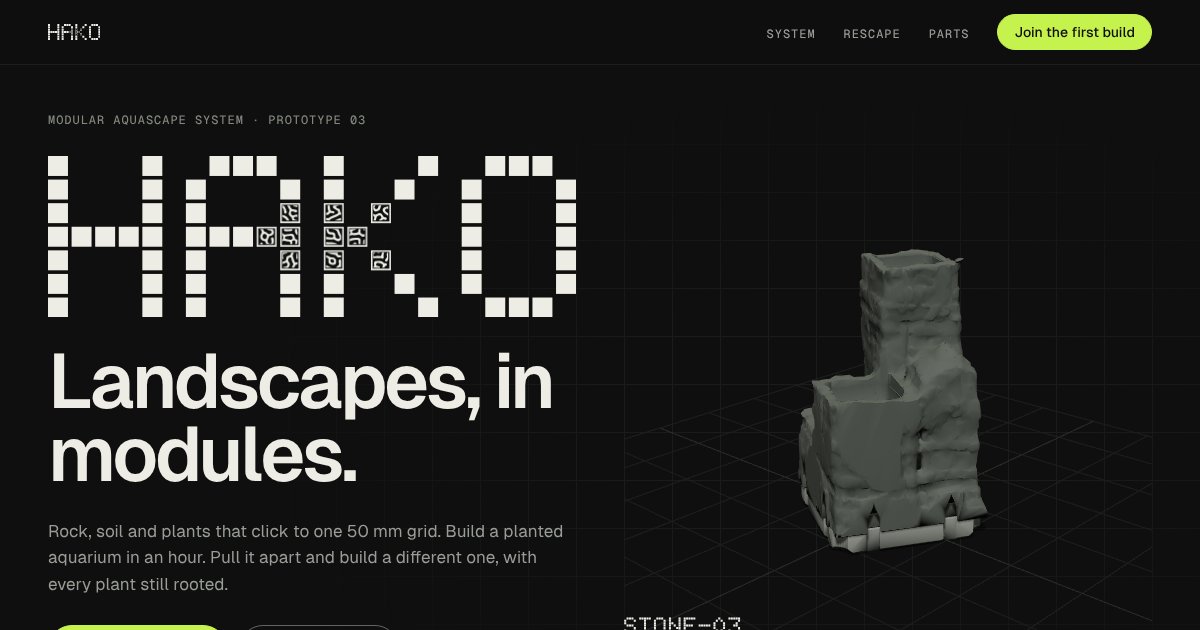 HAKO
SYSTEM
RESCAPE
PARTS
Join the first build
MODULAR AQUASCAPE SYSTEM · PROTOTYPE 03
HAKO
Landscapes, in
modules.
Rock, soil and plants that click to one 50 mm grid. Build a planted
aquarium in an hour. Pull it apart and build a different one, with
every plant still rooted.
STONE-03